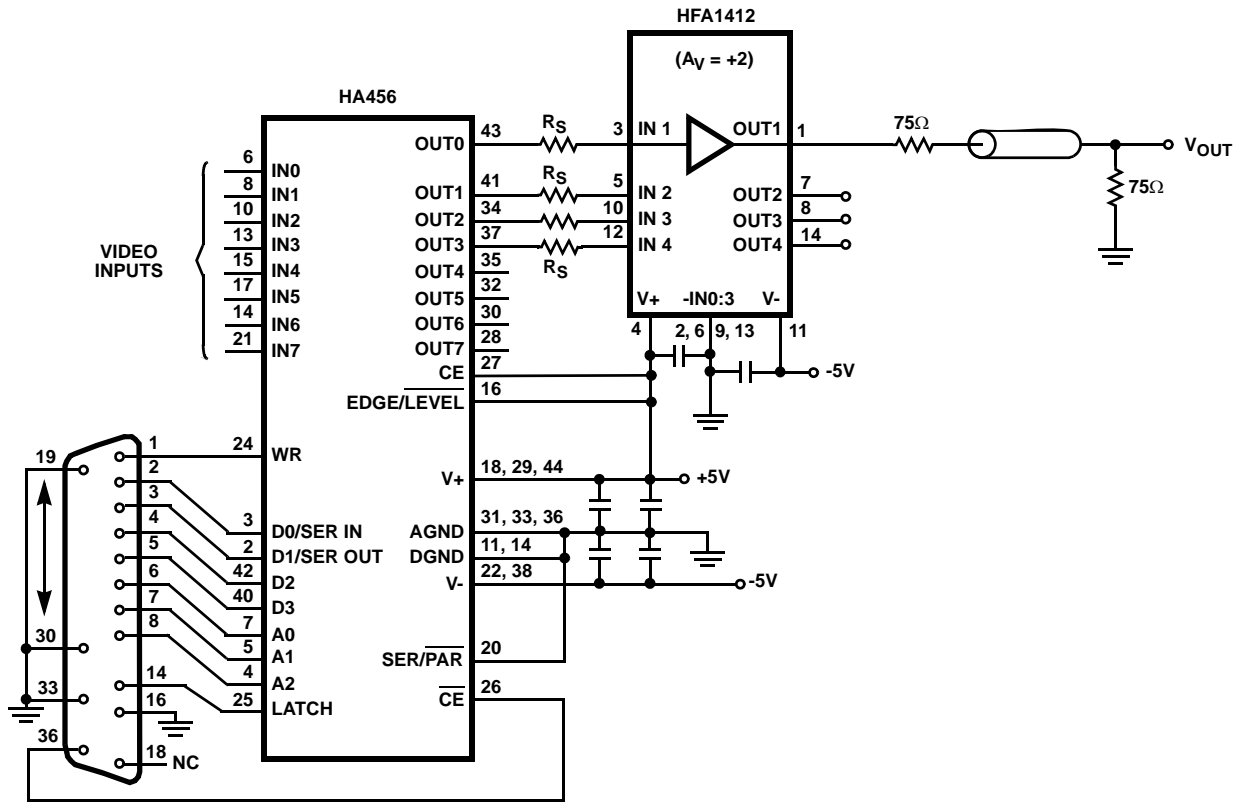 HFA1412
(AV = +2)
HA456
OUT0
43
RS
3
IN 1
OUT1
1
75Ω
VOUT
75Ω
6
IN0
8
IN1
10
IN2
13
IN3
15
IN4
17
IN5
14
IN6
21
IN7
VIDEO
INPUTS
OUT1
41
RS
5
IN 2
OUT2
7
OUT2
34
10
IN 3
OUT3
8
OUT3
37
RS
12
IN 4
OUT4
14
OUT4
35
OUT5
32
OUT6
30
OUT7
28
V+
-IN0:3
V-
4
2, 6
9, 13
11
-5V
CE
27
EDGE/LEVEL
16
19
1
24
WR
2
3
D0/SER IN
3
2
D1/SER OUT
4
42
D2
5
40
D3
6
7
A0
7
5
A1
8
4
A2
30
14
25
LATCH
33
16
36
18
NC
V+
18, 29, 44
+5V
AGND
31, 33, 36
DGND
11, 14
V-
22, 38
-5V
SER/PAR
20
CE
26